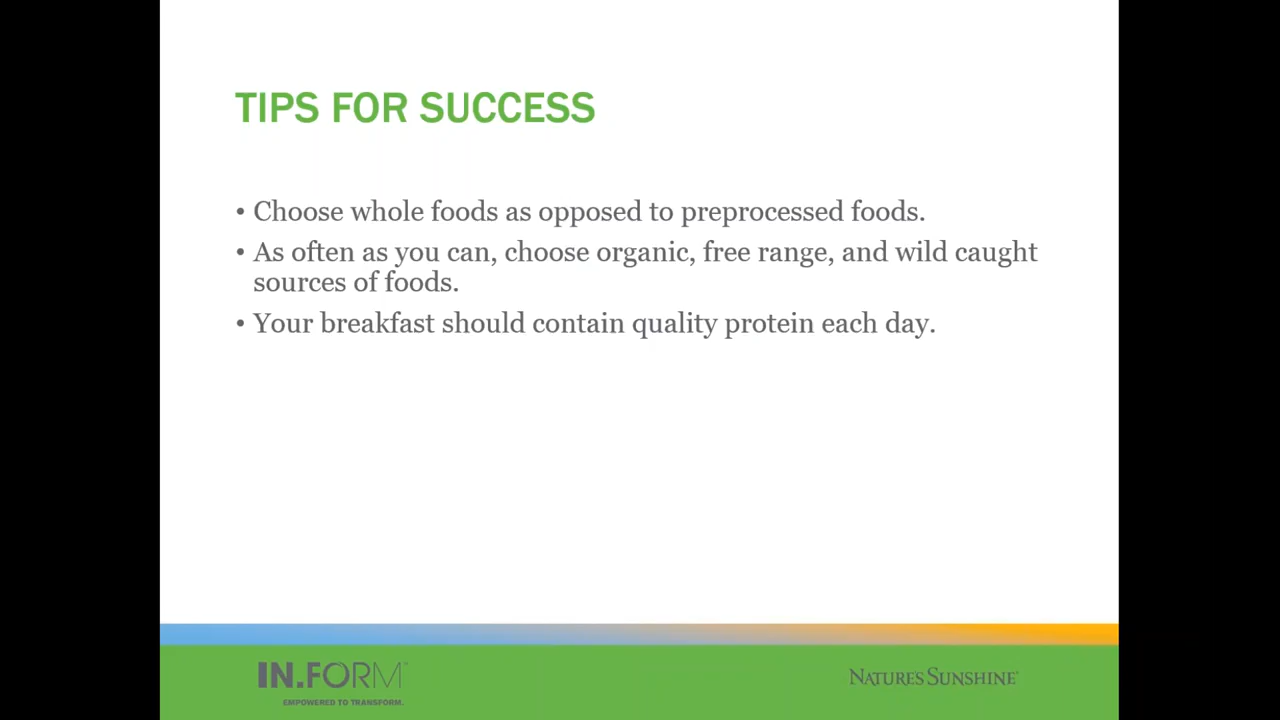 TIPS FOR SUCCESS
• Choose whole foods as opposed to preprocessed foods.
• As often as you can, choose organic, free range, and wild caught
sources of foods.
• Your breakfast should contain quality protein each day.
IN.FORM™
EMPOWERED TO TRANSFORM.
NATURE'S SUNSHINE®